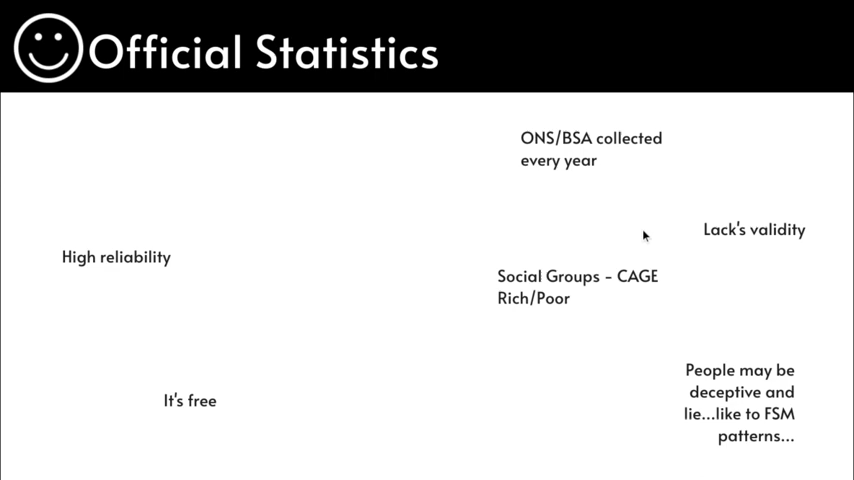 Official Statistics
ONS/BSA collected
every year
Lack's validity
High reliability
Social Groups - CAGE
Rich/Poor
People may be
deceptive and
lie...like to FSM
patterns...
It's free